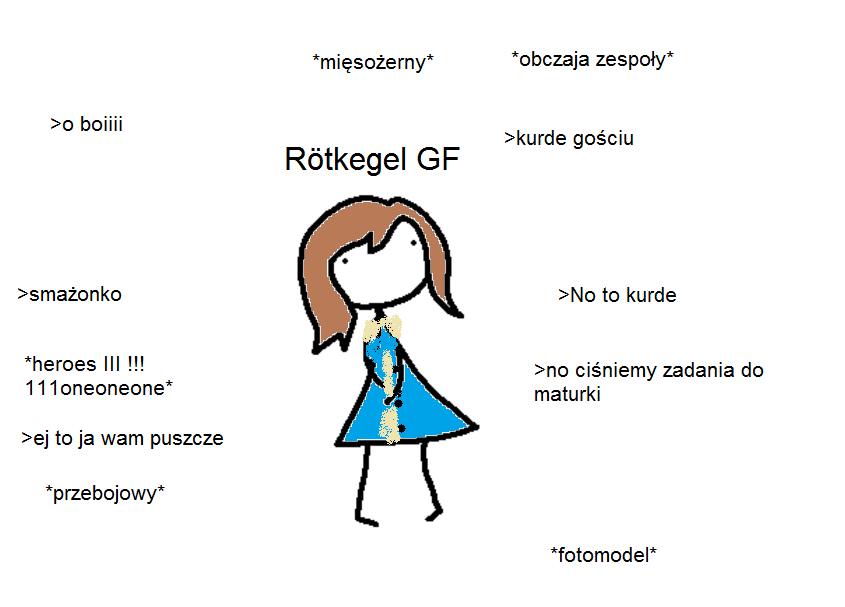 *mięsożerny*
*obczaja zespoły*
>o boiiii
>kurde gościu
Rötkegel GF
>smażonko
>No to kurde
*heroes III !!!
111oneoneone*
>no ciśniemy zadania do
maturki
>ej to ja wam puszcze
*przebojowy*
*fotomodel*